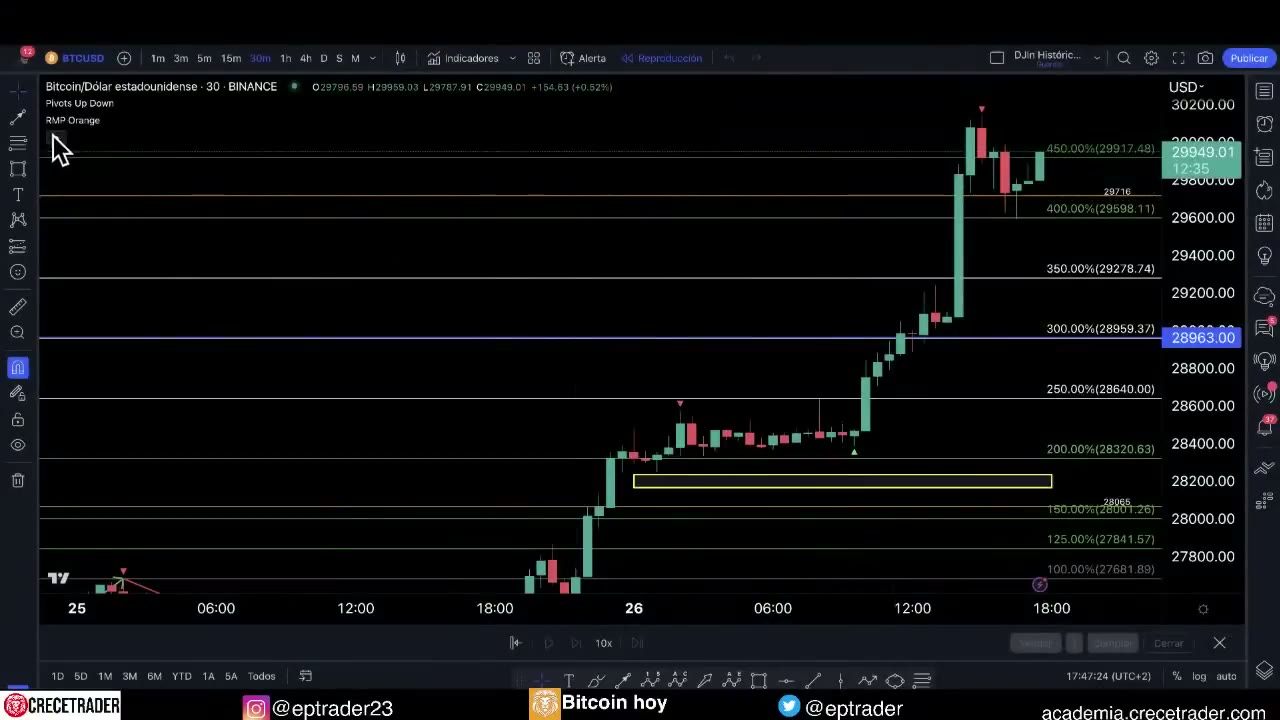 12
BTCUSD
1m 3m 5m 15m 30m 1h 4h D S M
Indicadores
Alerta
Reproducción
DJIn Históric...
Guardar
Publicar
Bitcoin/Dólar estadounidense · 30 · BINANCE
O29796.59 H29959.03 L29787.91 C29949.01 +154.63 (+0.52%)
USD
Pivots Up Down
RMP Orange
30200.00
450.00%(29917.48)
29949.01
12:35
29800.00
29716
400.00%(29598.11)
29600.00
29400.00
350.00%(29278.74)
29200.00
300.00%(28959.37)
28963.00
28800.00
250.00%(28640.00)
28600.00
28400.00
200.00%(28320.63)
28200.00
28065
150.00%(28001.26)
28000.00
125.00%(27841.57)
27800.00
100.00%(27681.89)
25 06:00 12:00 18:00 26 06:00 12:00 18:00
10x
Comprar
Cerrar
1D 5D 1M 3M 6M YTD 1A 5A Todos
17:47:24 (UTC+2)
% log auto
37
CRECETRADER
@eptrader23
Bitcoin hoy
@eptrader
academia.crecetrader.com